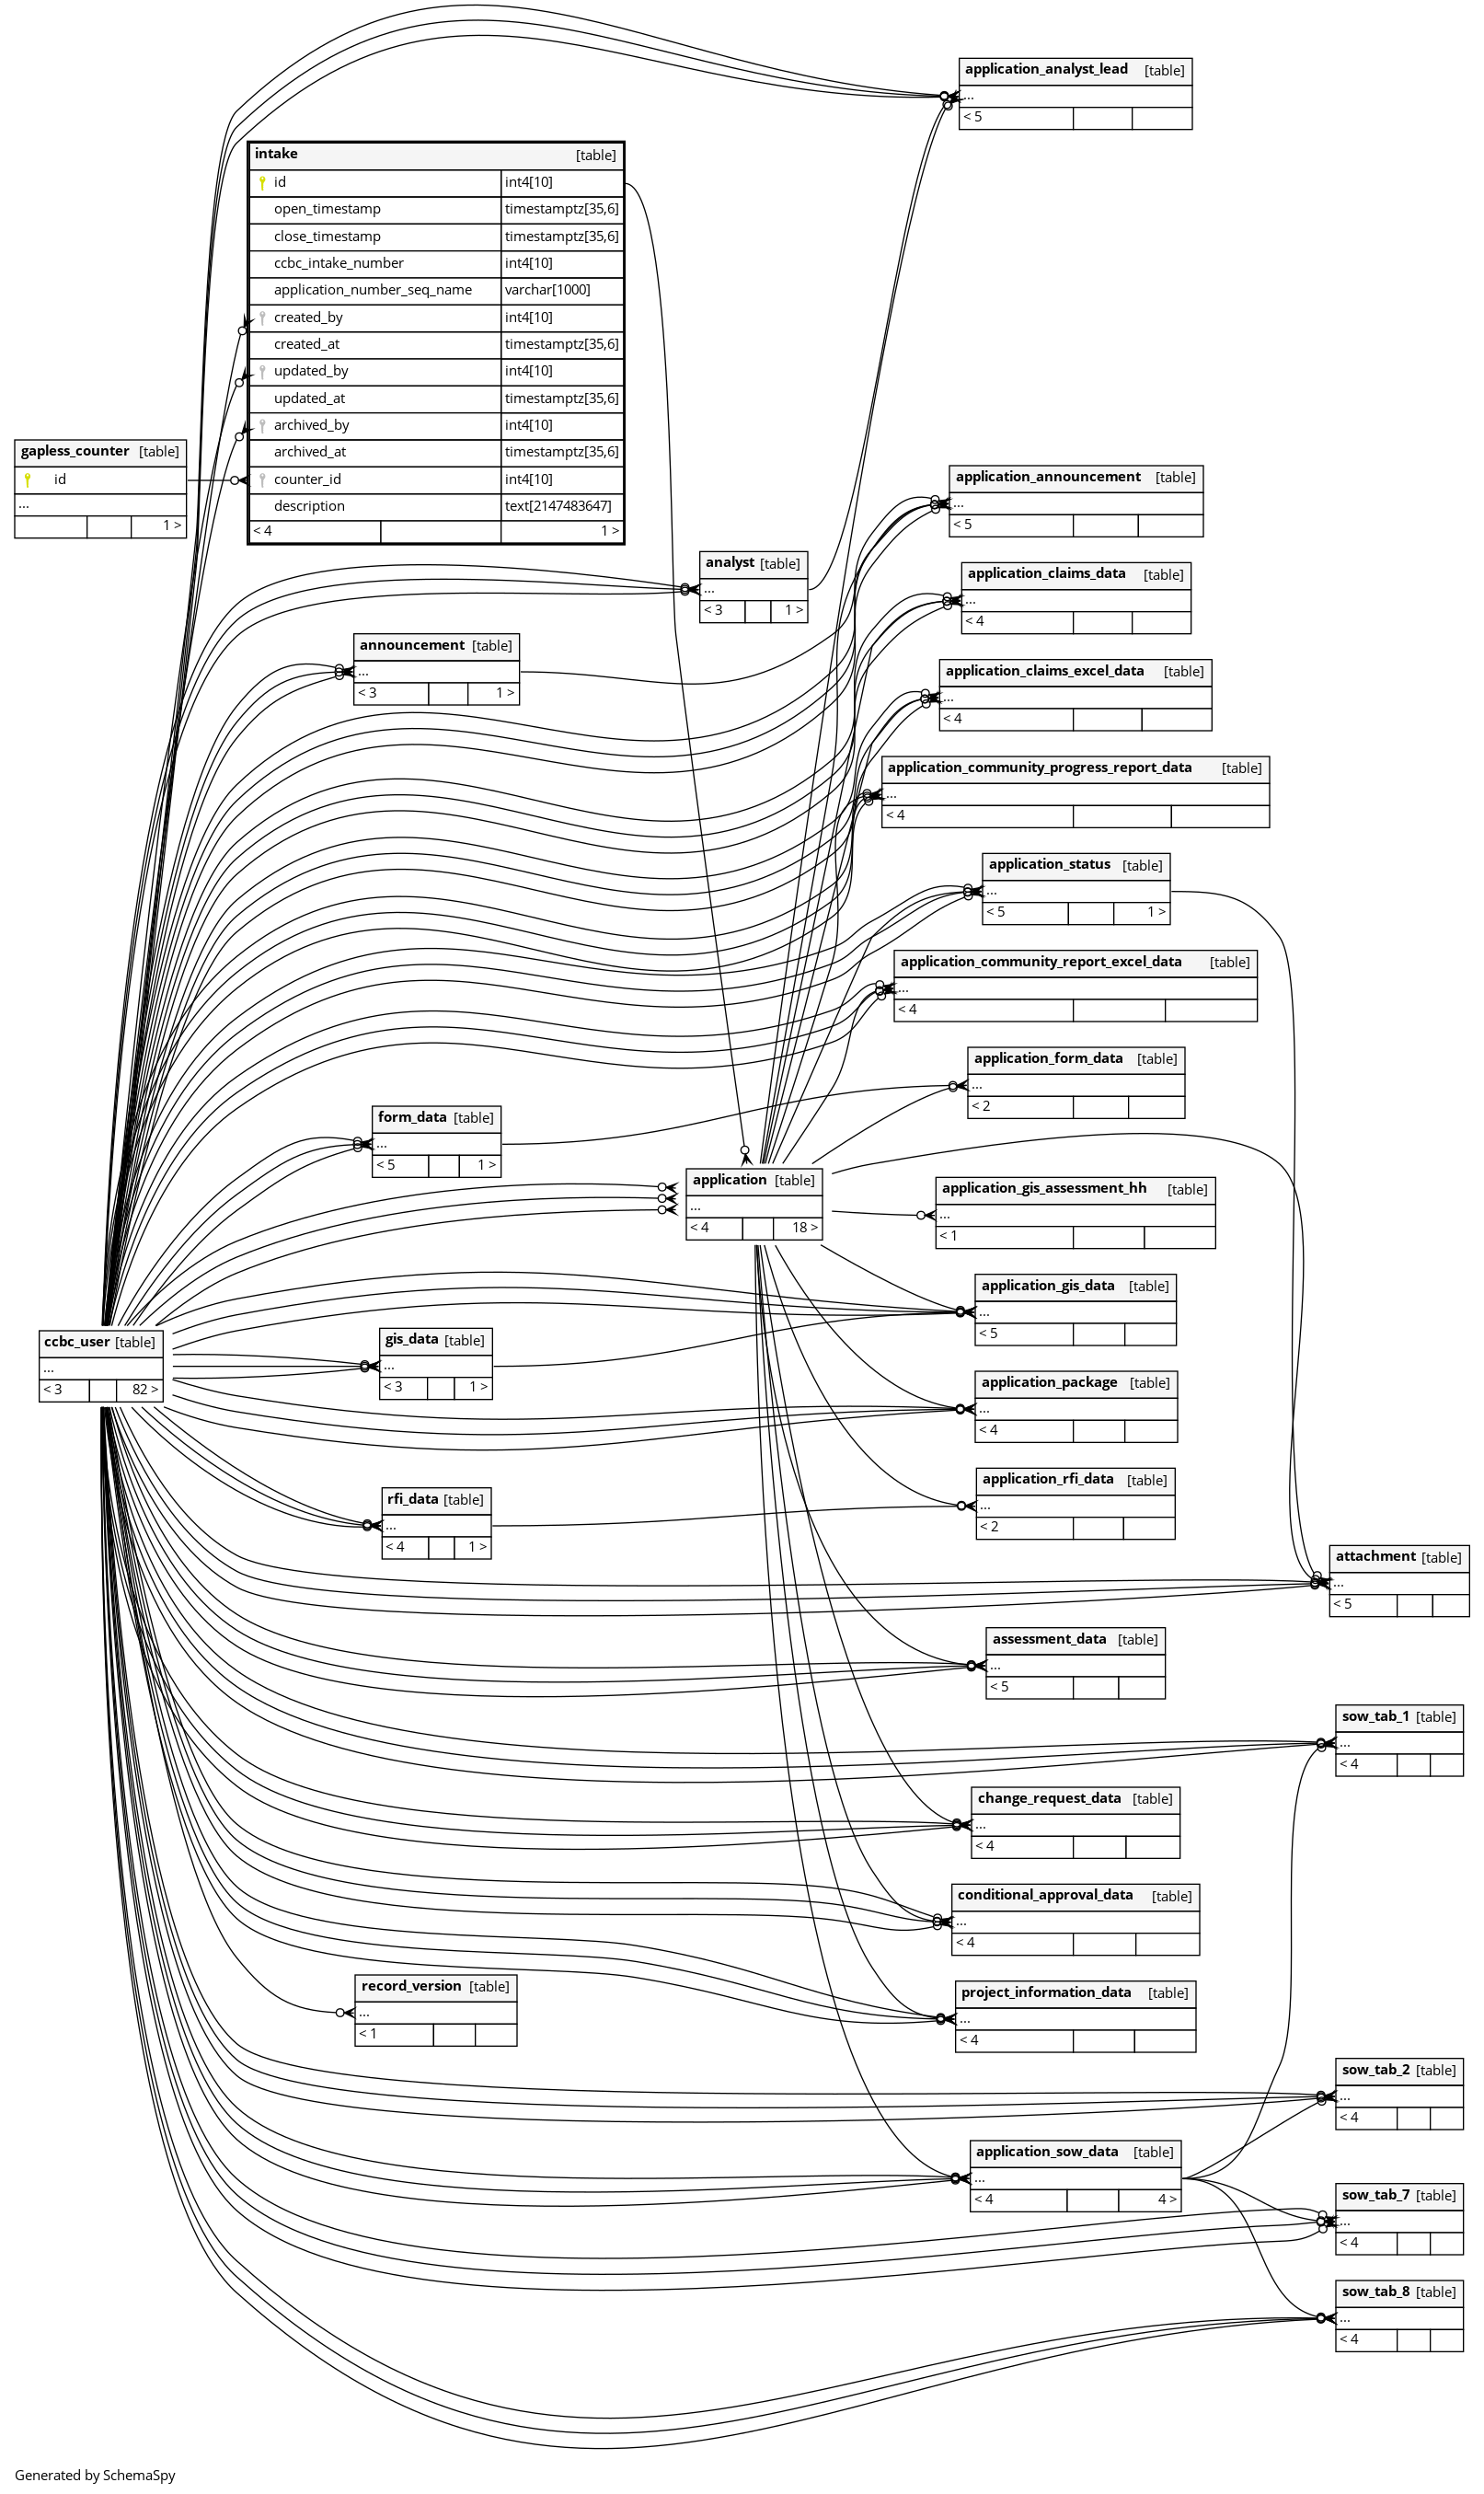 application_analyst_lead [table]
...
< 5
intake [table]
id int4[10]
open_timestamp timestamptz[35,6]
close_timestamp timestamptz[35,6]
ccbc_intake_number int4[10]
application_number_seq_name varchar[1000]
created_by int4[10]
created_at timestamptz[35,6]
updated_by int4[10]
updated_at timestamptz[35,6]
archived_by int4[10]
archived_at timestamptz[35,6]
counter_id int4[10]
description text[2147483647]
< 4 1 >
gapless_counter [table]
id
...
1 >
application_announcement [table]
...
< 5
analyst [table]
...
< 3 1 >
application_claims_data [table]
...
< 4
announcement [table]
...
< 3 1 >
application_claims_excel_data [table]
...
< 4
application_community_progress_report_data [table]
...
< 4
application_status [table]
...
< 5 1 >
application_community_report_excel_data [table]
...
< 4
application_form_data [table]
...
< 2
form_data [table]
...
< 5 1 >
application [table]
...
< 4 18 >
application_gis_assessment_hh [table]
...
< 1
application_gis_data [table]
...
< 5
ccbc_user [table]
...
< 3 82 >
gis_data [table]
...
< 3 1 >
application_package [table]
...
< 4
application_rfi_data [table]
...
< 2
rfi_data [table]
...
< 4 1 >
attachment [table]
...
< 5
assessment_data [table]
...
< 5
sow_tab_1 [table]
...
< 4
change_request_data [table]
...
< 4
conditional_approval_data [table]
...
< 4
record_version [table]
...
< 1
project_information_data [table]
...
< 4
sow_tab_2 [table]
...
< 4
application_sow_data [table]
...
< 4 4 >
sow_tab_7 [table]
...
< 4
sow_tab_8 [table]
...
< 4
Generated by SchemaSpy